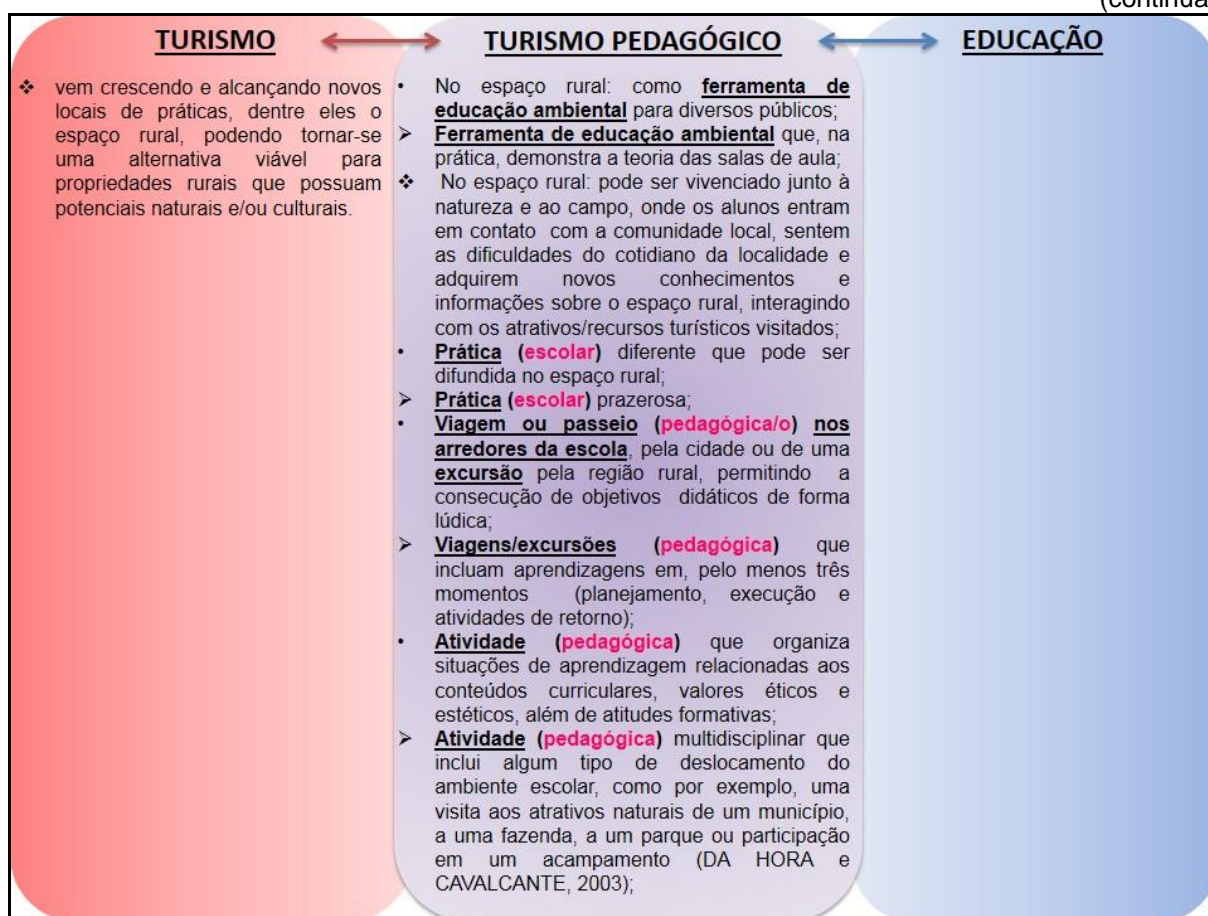 (continua
TURISMO
TURISMO PEDAGÓGICO
EDUCAÇÃO
❖ vem crescendo e alcançando novos
locais de práticas, dentre eles o
espaço rural, podendo tornar-se
uma alternativa viável para
propriedades rurais que possuam
potenciais naturais e/ou culturais.
• No espaço rural: como ferramenta de
educação ambiental para diversos públicos;
➢ Ferramenta de educação ambiental que, na
prática, demonstra a teoria das salas de aula;
❖ No espaço rural: pode ser vivenciado junto à
natureza e ao campo, onde os alunos entram
em contato com a comunidade local, sentem
as dificuldades do cotidiano da localidade e
adquirem novos conhecimentos e
informações sobre o espaço rural, interagindo
com os atrativos/recursos turísticos visitados;
• Prática (escolar) diferente que pode ser
difundida no espaço rural;
➢ Prática (escolar) prazerosa;
• Viagem ou passeio (pedagógica/o) nos
arredores da escola, pela cidade ou de uma
excursão pela região rural, permitindo a
consecução de objetivos didáticos de forma
lúdica;
➢ Viagens/excursões (pedagógica) que
incluam aprendizagens em, pelo menos três
momentos (planejamento, execução e
atividades de retorno);
• Atividade (pedagógica) que organiza
situações de aprendizagem relacionadas aos
conteúdos curriculares, valores éticos e
estéticos, além de atitudes formativas;
➢ Atividade (pedagógica) multidisciplinar que
inclui algum tipo de deslocamento do
ambiente escolar, como por exemplo, uma
visita aos atrativos naturais de um município,
a uma fazenda, a um parque ou participação
em um acampamento (DA HORA e
CAVALCANTE, 2003);